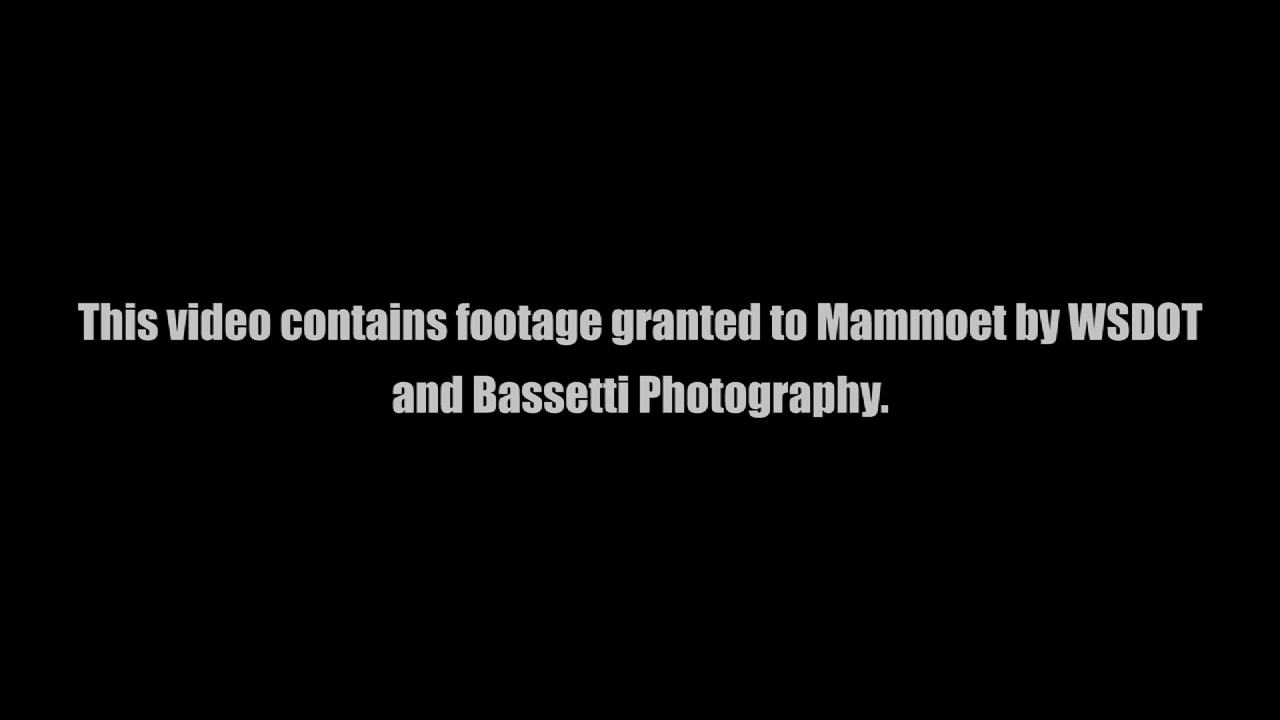 This video contains footage granted to Mammoet by WSDOT
and Bassetti Photography.